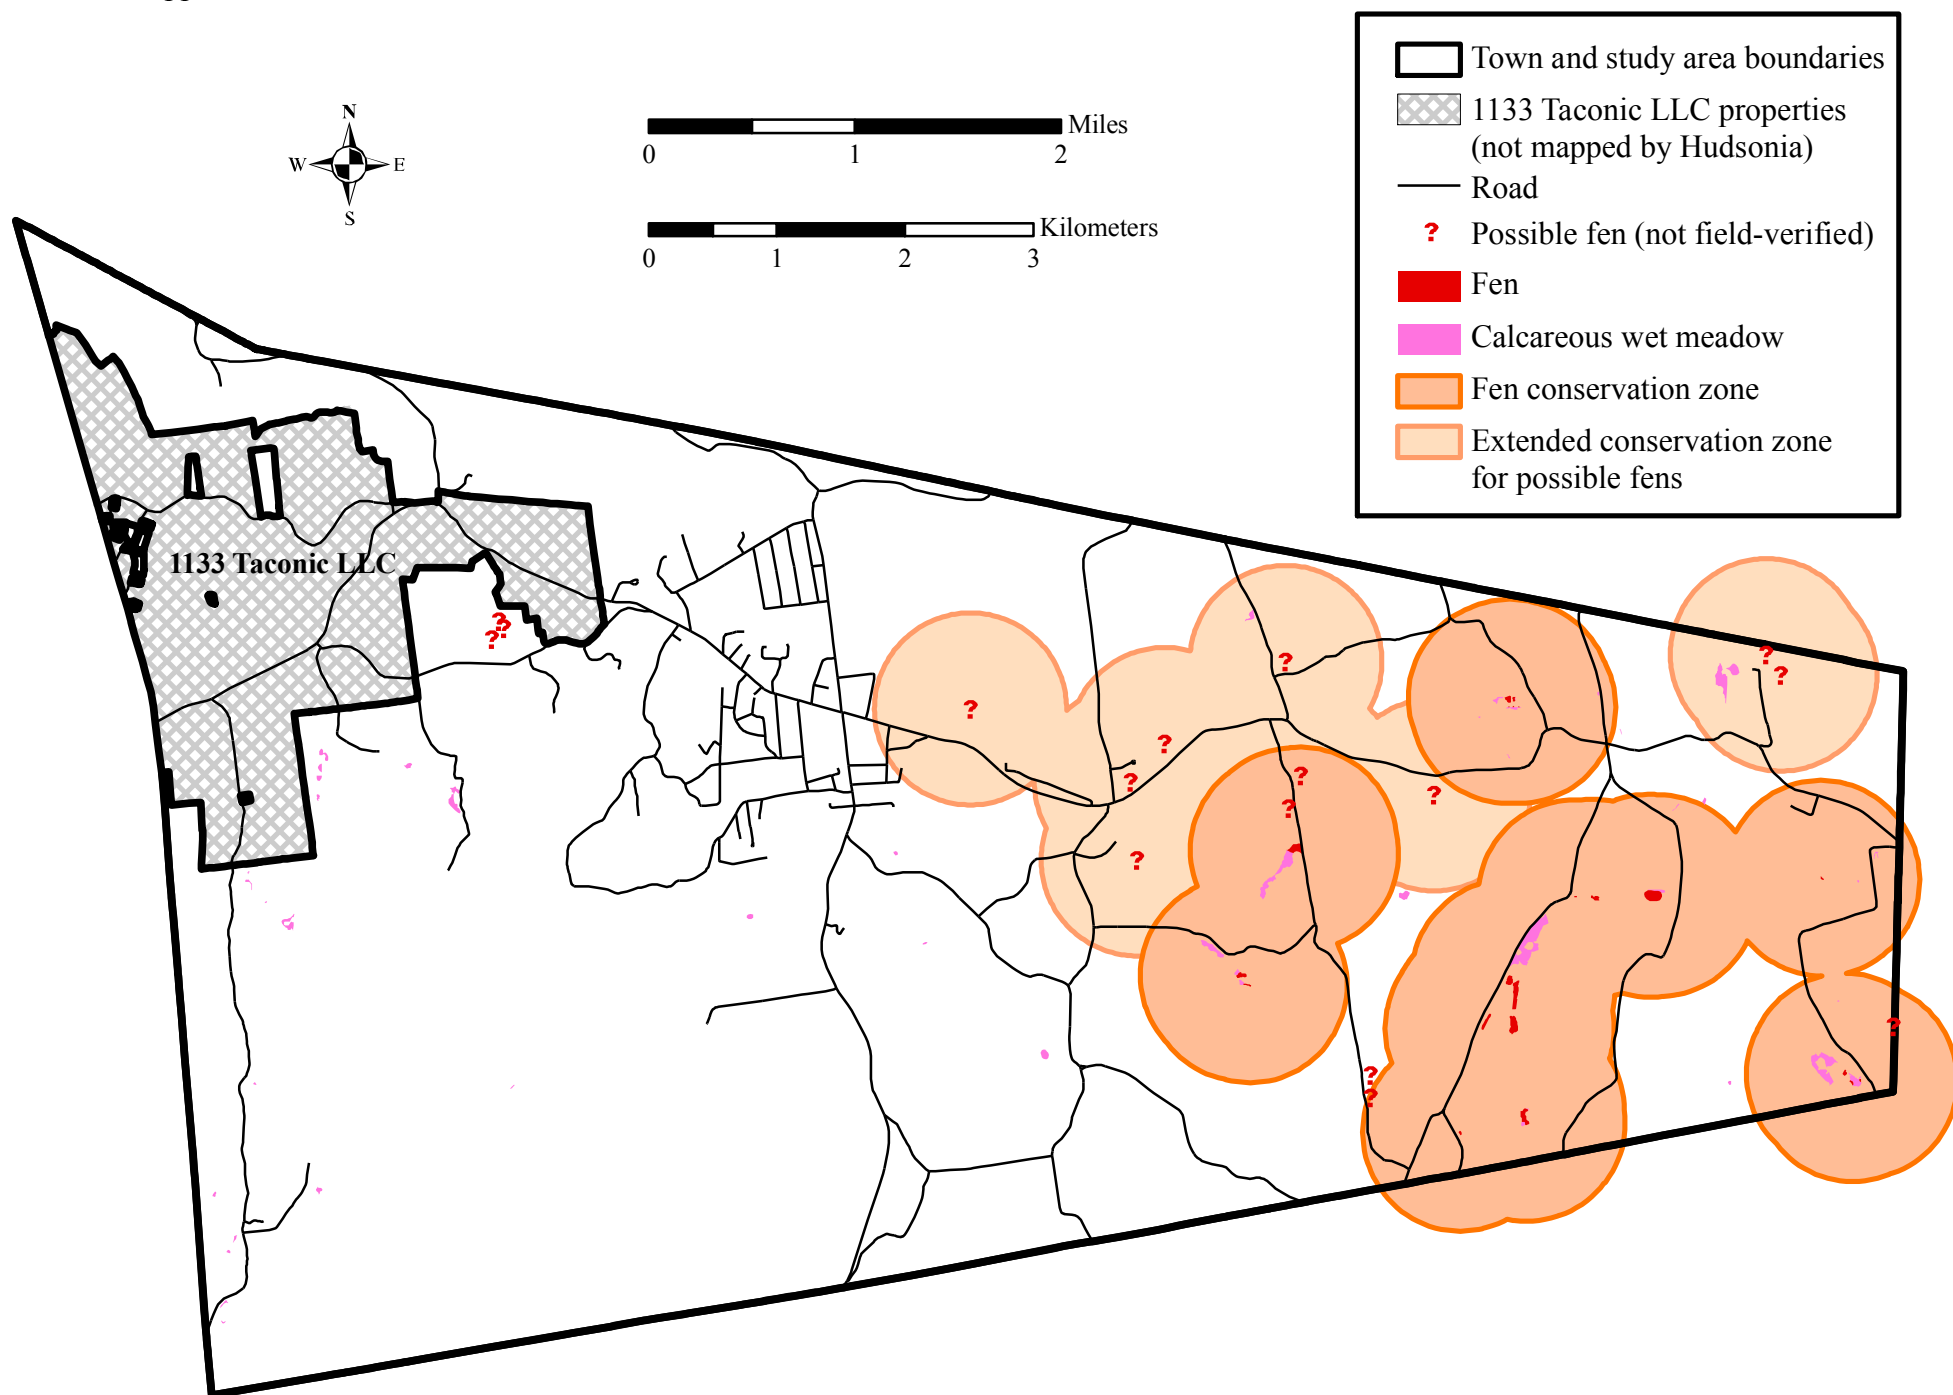 Town and study area boundaries
1133 Taconic LLC properties
(not mapped by Hudsonia)
Road
? Possible fen (not field-verified)
Fen
Calcareous wet meadow
Fen conservation zone
Extended conservation zone
for possible fens
N
W E
S
Miles
0 1 2
Kilometers
0 1 2 3
1133 Taconic LLC
? ? ?
?
?
?
?
?
?
?
?
?
? ?
?
?
?